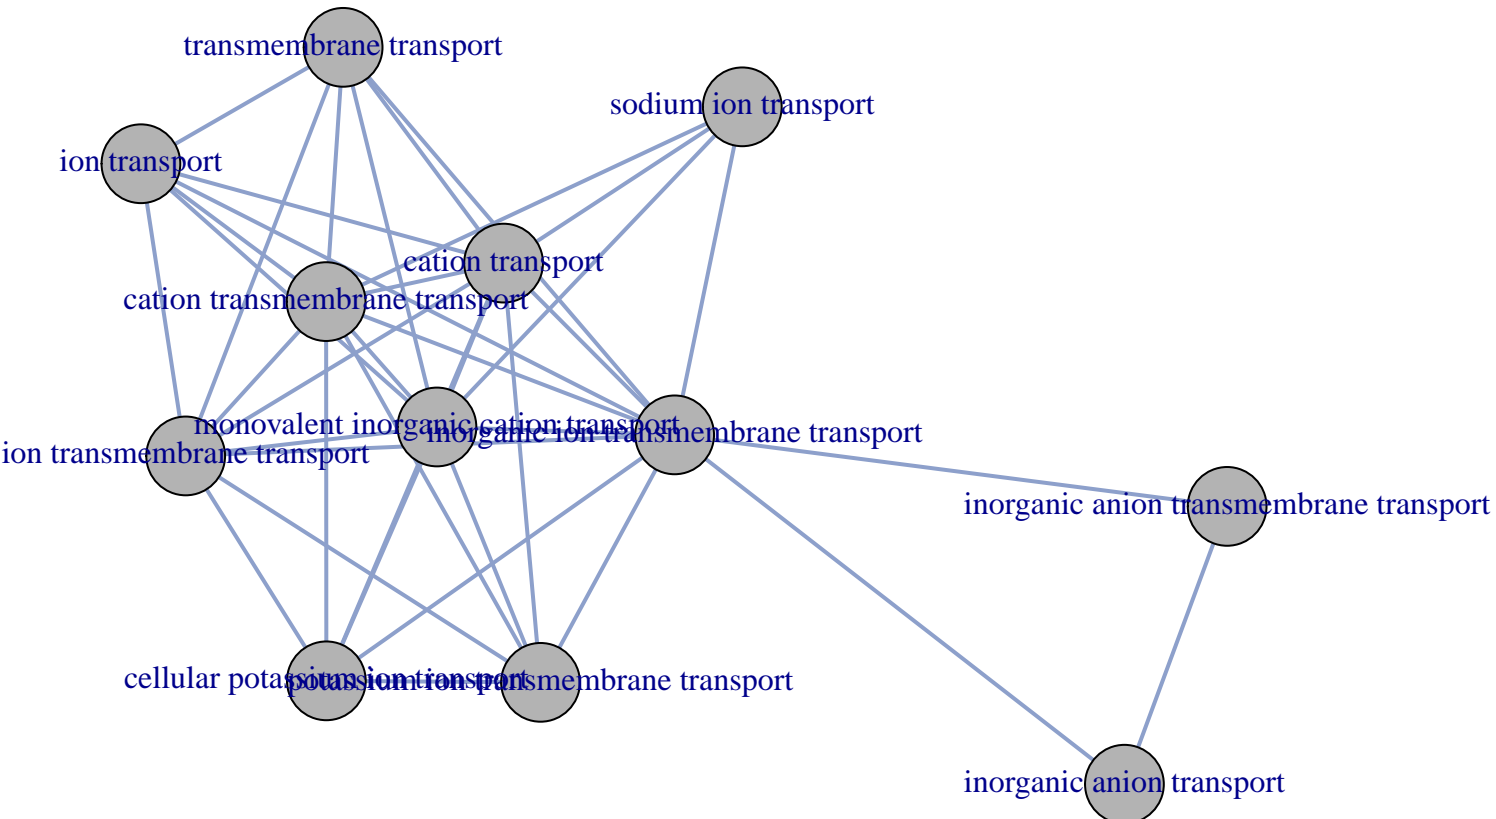 transmembrane transport
sodium ion transport
ion transport
cation transport
cation transmembrane transport
monovalent inorganic cation transport
inorganic ion transmembrane transport
ion transmembrane transport
inorganic anion transmembrane transport
cellular potassium ion transport
potassium ion transmembrane transport
inorganic anion transport